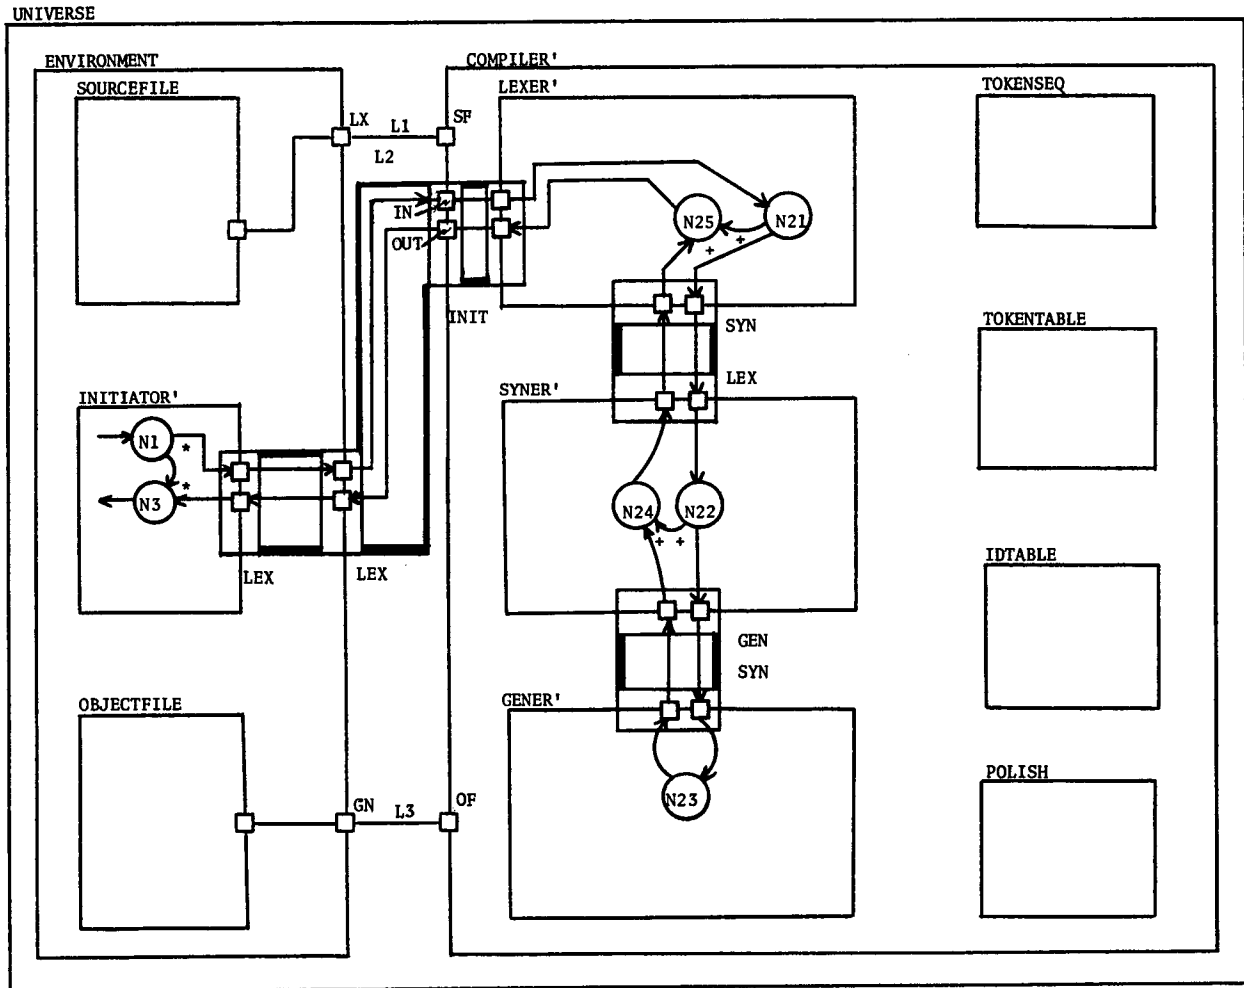 UNIVERSE
ENVIRONMENT
COMPILER'
SOURCEFILE
LEXER'
TOKENSEQ
LX
L1
SF
L2
IN
N25
N21
OUT
+
+
INIT
SYN
TOKENTABLE
LEX
INITIATOR'
SYNER'
N1
*
*
N3
N24
N22
+ +
LEX
LEX
IDTABLE
GEN
SYN
OBJECTFILE
GENER'
POLISH
GN
L3
OF
N23